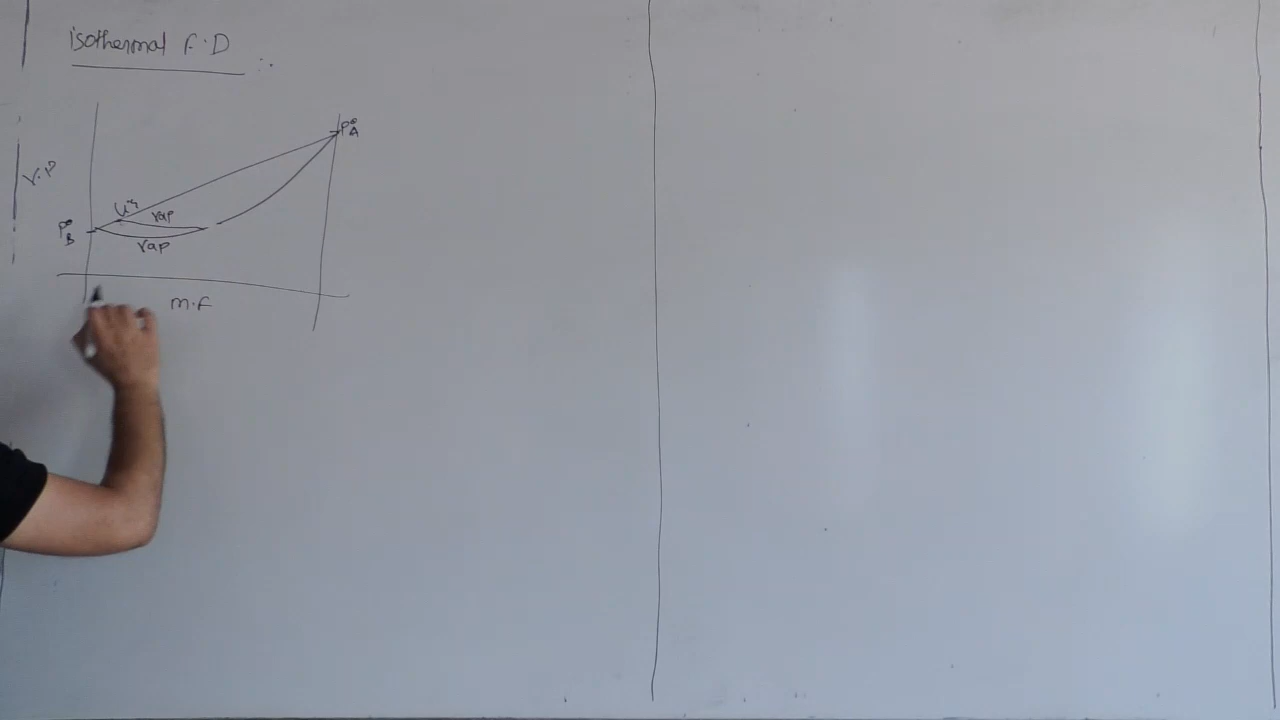 isothermal F.D :.
P°A
V.P
liq
vap
P°B
vap
m.f